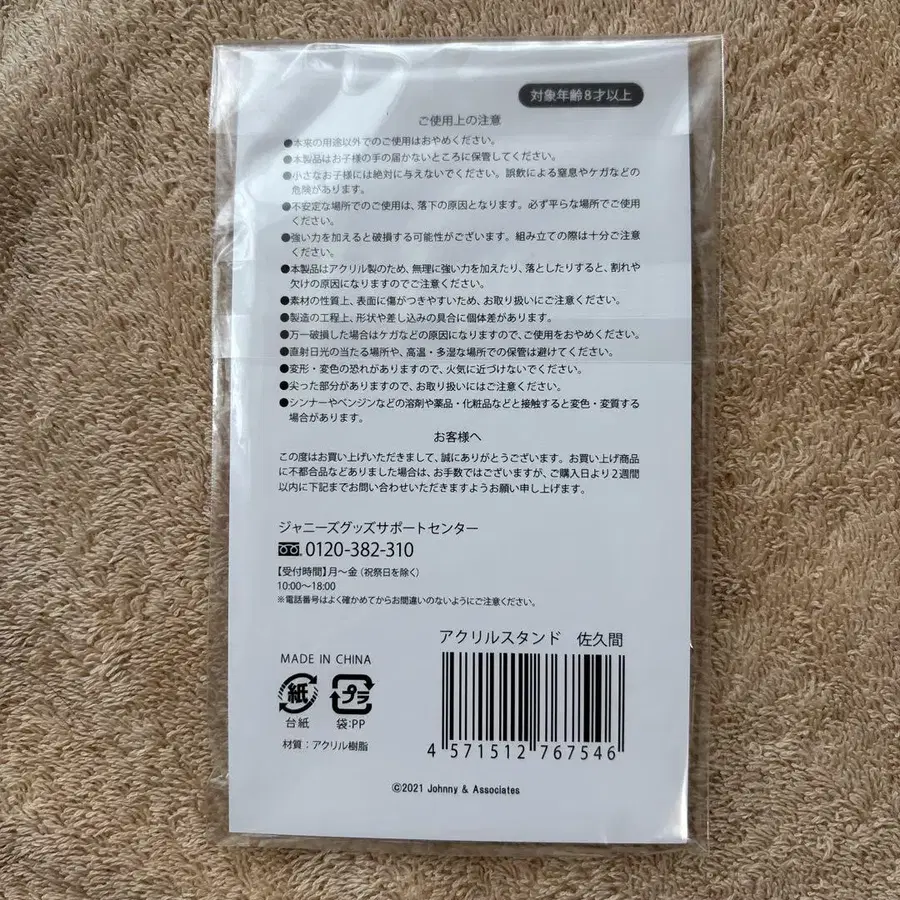 対象年齢8才以上
ご使用上の注意
●本来の用途以外でのご使用はおやめください。
●本製品はお子様の手の届かないところに保管してください。
●小さなお子様には絶対に与えないでください。誤飲による窒息やケガなどの
危険があります。
●不安定な場所でのご使用は、落下の原因となります。必ず平らな場所でご使用
ください。
●強い力を加えると破損する可能性がございます。組み立ての際は十分ご注意
ください。
●本製品はアクリル製のため、無理に強い力を加えたり、落としたりすると、割れや
欠けの原因になりますのでご注意ください。
●素材の性質上、表面に傷がつきやすいため、お取り扱いにご注意ください。
●製造の工程上、形状や差し込みの具合に個体差があります。
●万一破損した場合はケガなどの原因になりますので、ご使用をおやめください。
●直射日光の当たる場所や、高温・多湿な場所での保管は避けてください。
●変形・変色の恐れがありますので、火気に近づけないでください。
●尖った部分がありますので、お取り扱いにはご注意ください。
●シンナーやベンジンなどの溶剤や薬品・化粧品などと接触すると変色・変質する
場合があります。
お客様へ
この度はお買い上げいただきまして、誠にありがとうございます。お買い上げ商品
に不都合品などありました場合は、お手数ではございますが、ご購入日より2週間
以内に下記までお問い合わせいただきますようお願い申し上げます。
ジャニーズグッズサポートセンター
0120-382-310
【受付時間】月～金（祝祭日を除く）
10:00～18:00
※電話番号はよく確かめてからお間違いのないようにご注意ください。
アクリルスタンド 佐久間
MADE IN CHINA
紙 プラ
台紙 袋:PP
材質：アクリル樹脂
4 571512 767546
©2021 Johnny & Associates